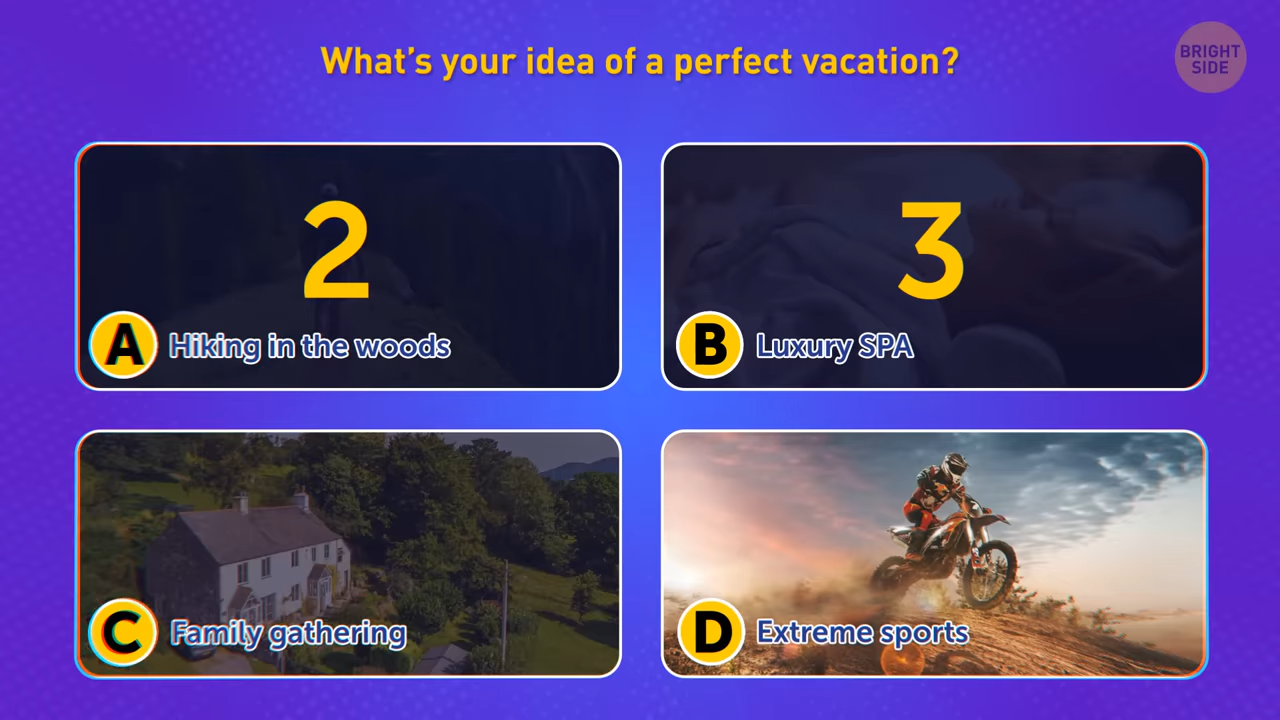 What's your idea of a perfect vacation?
BRIGHT
SIDE
2
3
A Hiking in the woods
B Luxury SPA
C Family gathering
D Extreme sports